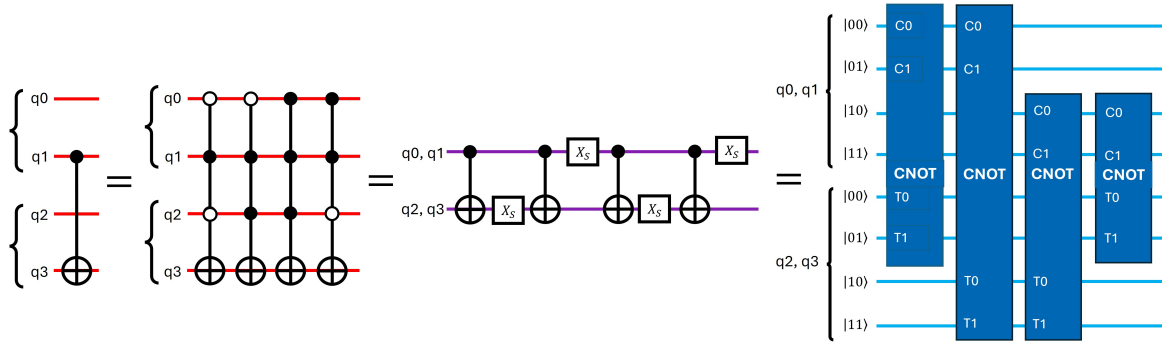 q0
q1
q2
q3
=
q0
q1
q2
q3
=
q0, q1
q2, q3
X_S
X_S
X_S
X_S
=
q0, q1
q2, q3
|00⟩
|01⟩
|10⟩
|11⟩
|00⟩
|01⟩
|10⟩
|11⟩
C0
C1
CNOT
T0
T1
C0
C1
CNOT
T0
T1
C0
C1
CNOT
T0
T1
C0
C1
CNOT
T0
T1